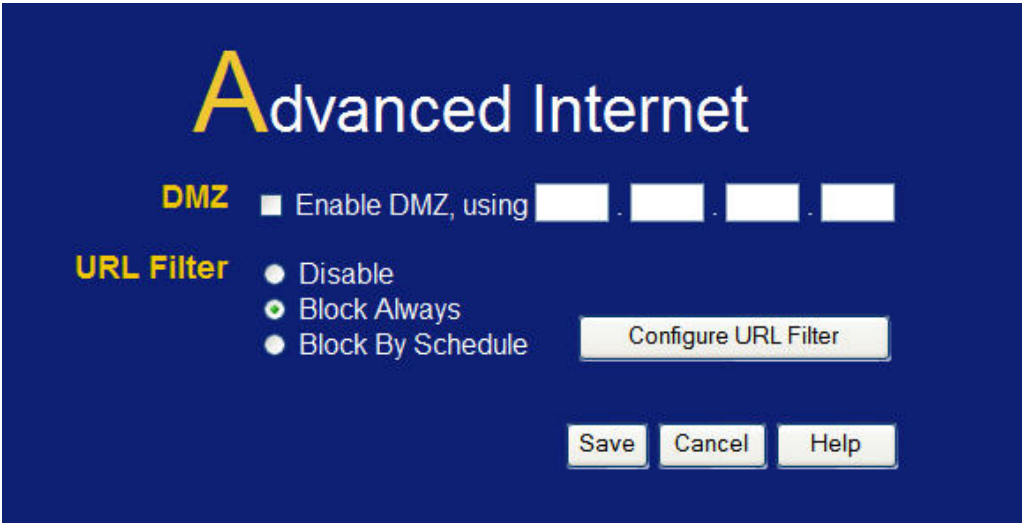 Advanced Internet
DMZ
Enable DMZ, using . . .
URL Filter
Disable
Block Always
Block By Schedule
Configure URL Filter
Save Cancel Help